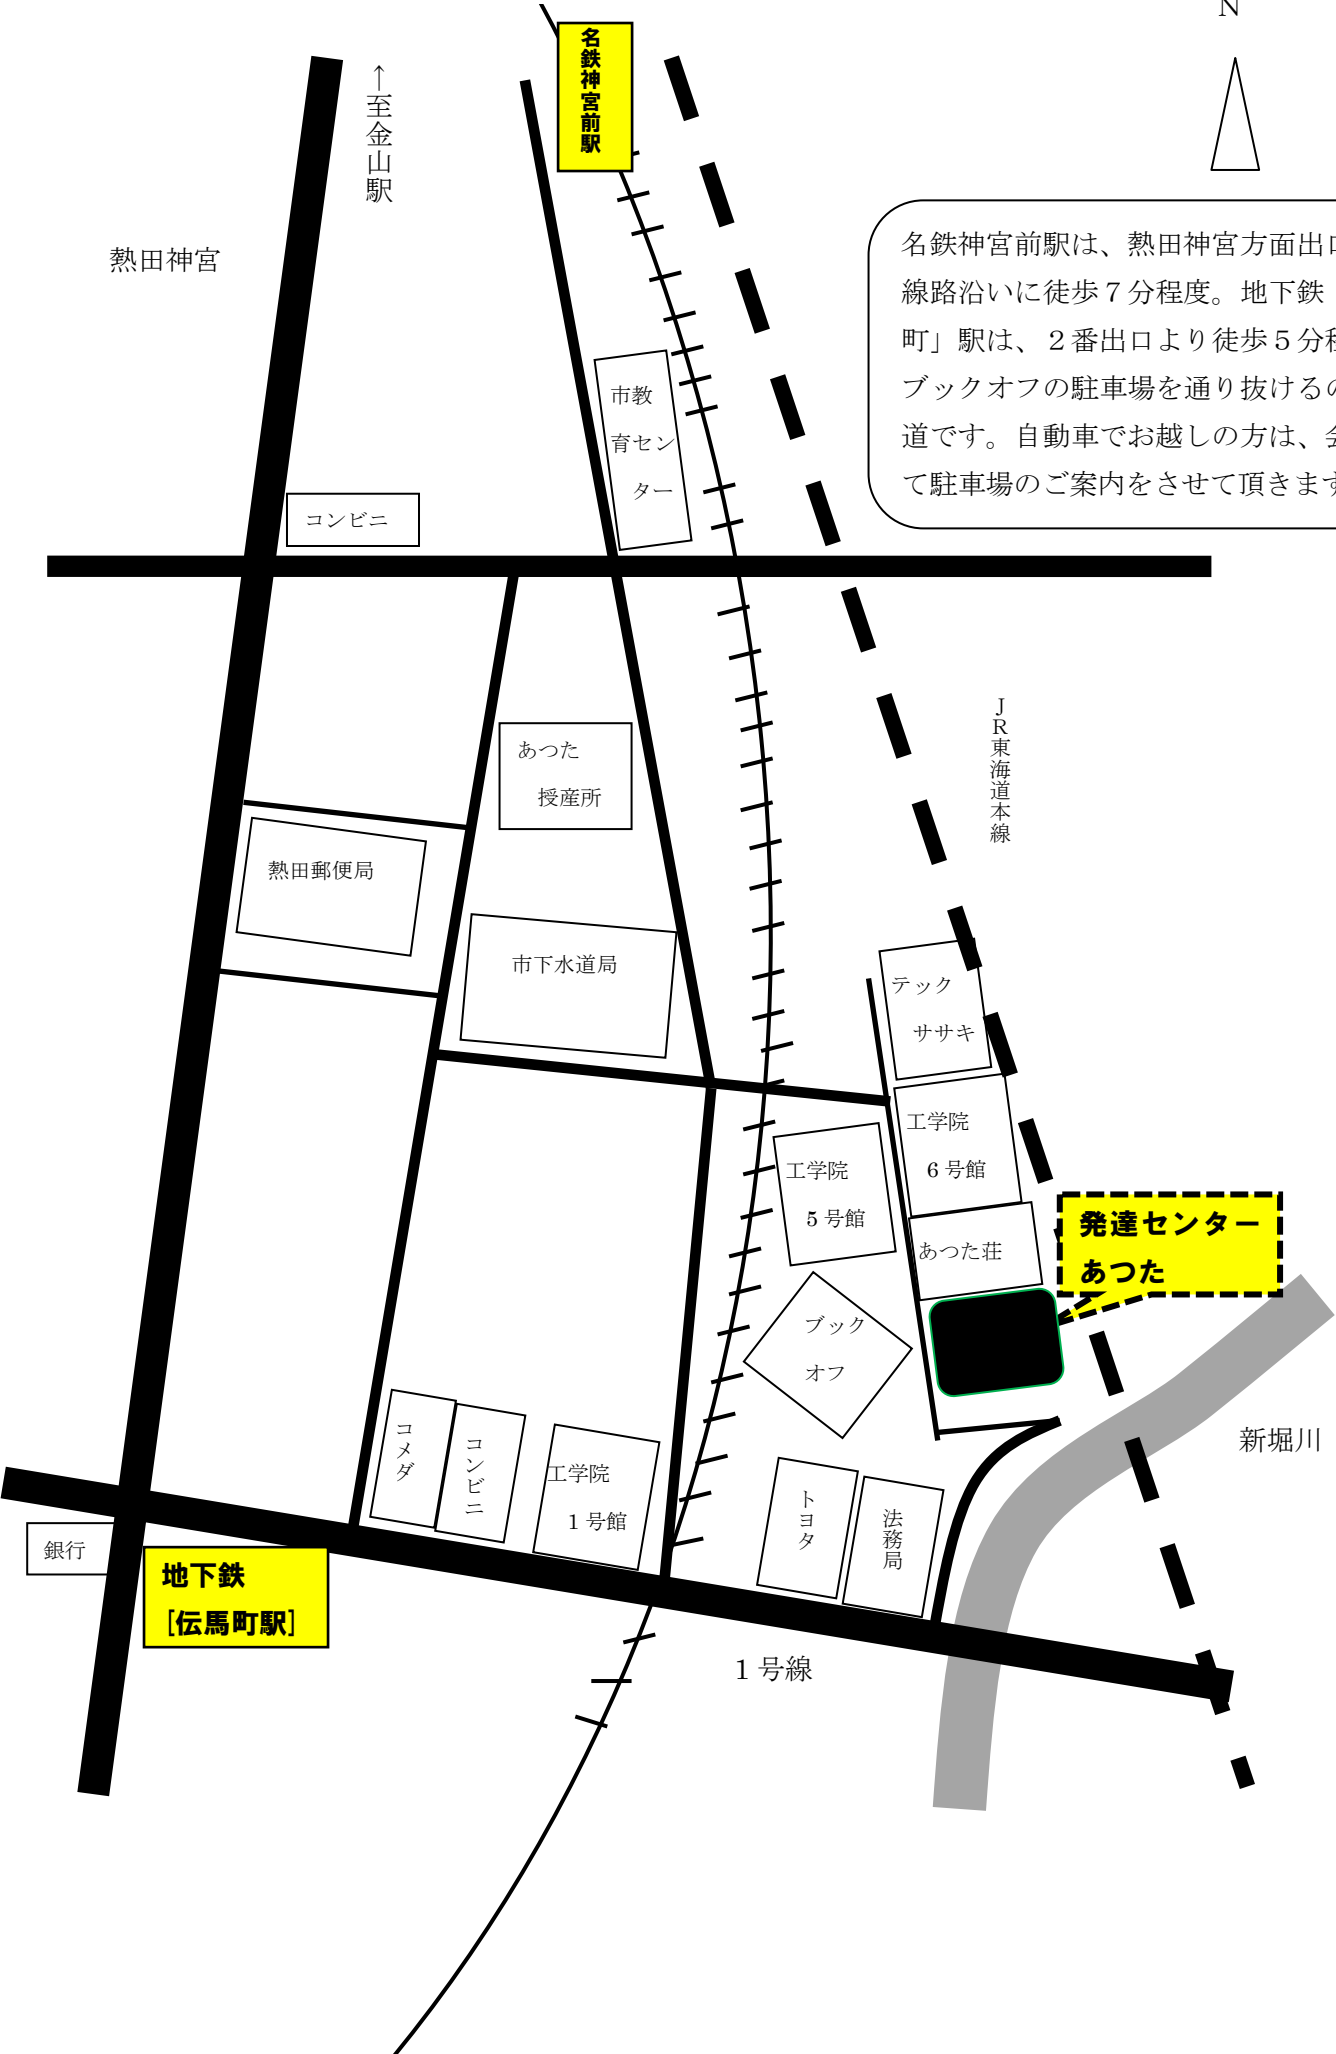 N
名鉄神宮前駅
↑至金山駅
熱田神宮
名鉄神宮前駅は、熱田神宮方面出口
線路沿いに徒歩７分程度。地下鉄「
町」駅は、２番出口より徒歩５分程
ブックオフの駐車場を通り抜けるの
道です。自動車でお越しの方は、会
て駐車場のご案内をさせて頂きます
市教
育セン
ター
コンビニ
ＪＲ東海道本線
あつた
授産所
熱田郵便局
市下水道局
テック
ササキ
工学院
6 号館
工学院
5 号館
発達センター
あつた
あつた荘
ブック
オフ
コメダ
コンビニ
工学院
1 号館
トヨタ
法務局
新堀川
銀行
地下鉄
[伝馬町駅]
１号線